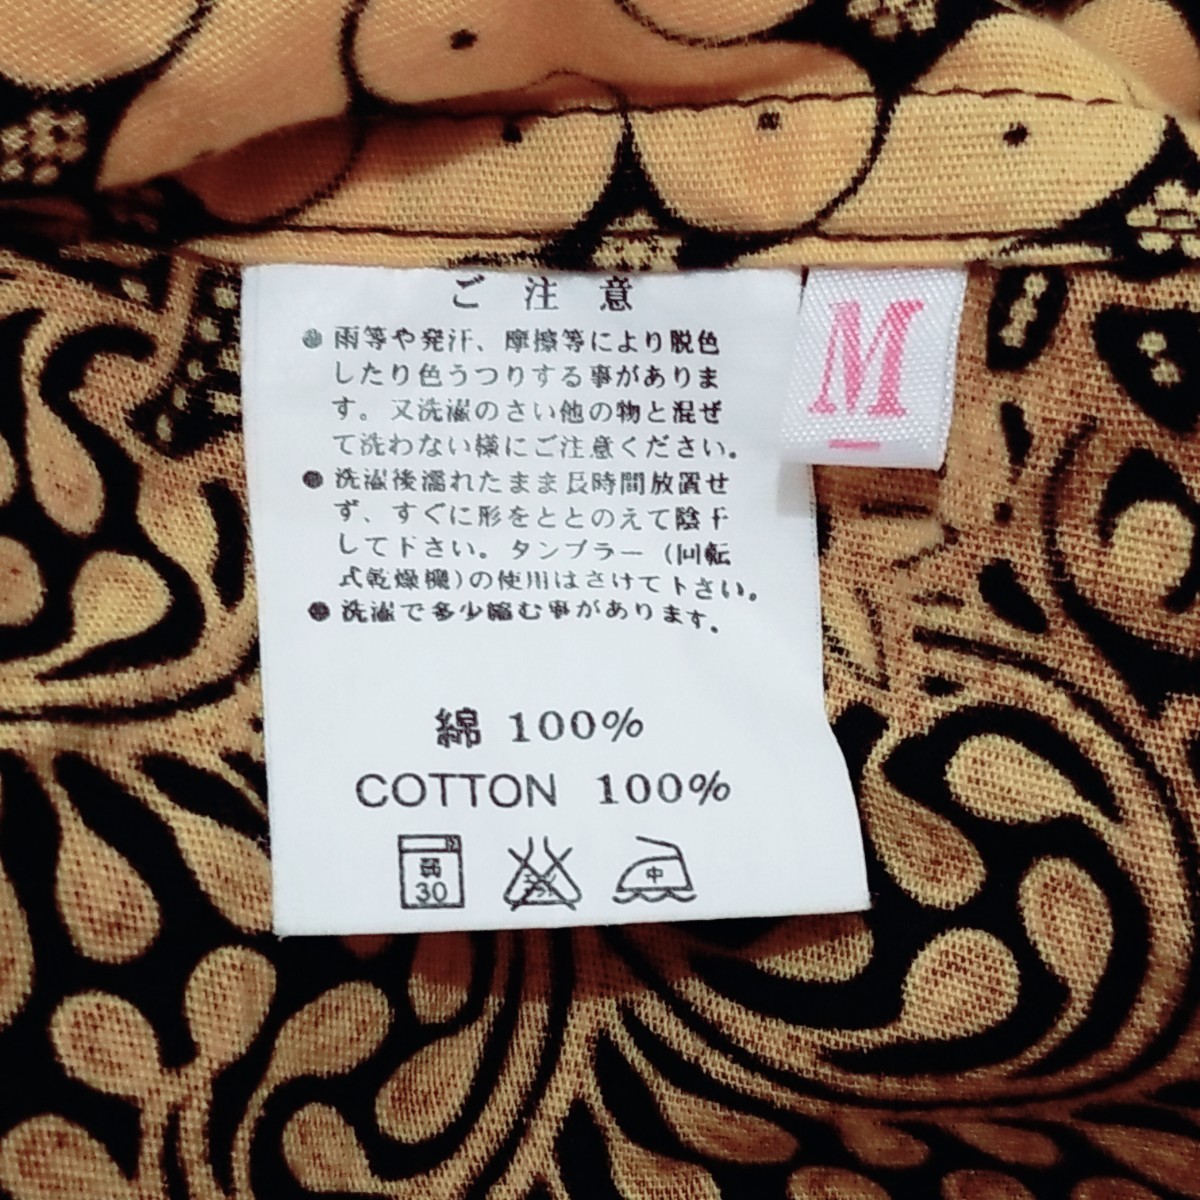 ご注意
M
● 雨等や発汗、摩擦等により脱色
したり色うつりする事がありま
す。又洗濯のさい他の物と混ぜ
て洗わない様にご注意ください。
● 洗濯後濡れたまま長時間放置せ
ず、すぐに形をととのえて陰干
して下さい。タンブラー(回転
式乾燥機)の使用はさけて下さい。
● 洗濯で多少縮む事があります。
綿 100%
COTTON 100%
弱 中
30